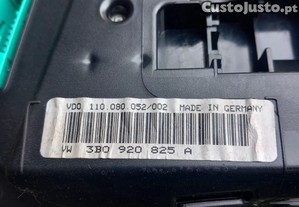 CustoJusto.pt
VDO 110.080.052/002 MADE IN GERMANY
VW 3B0 920 825 A